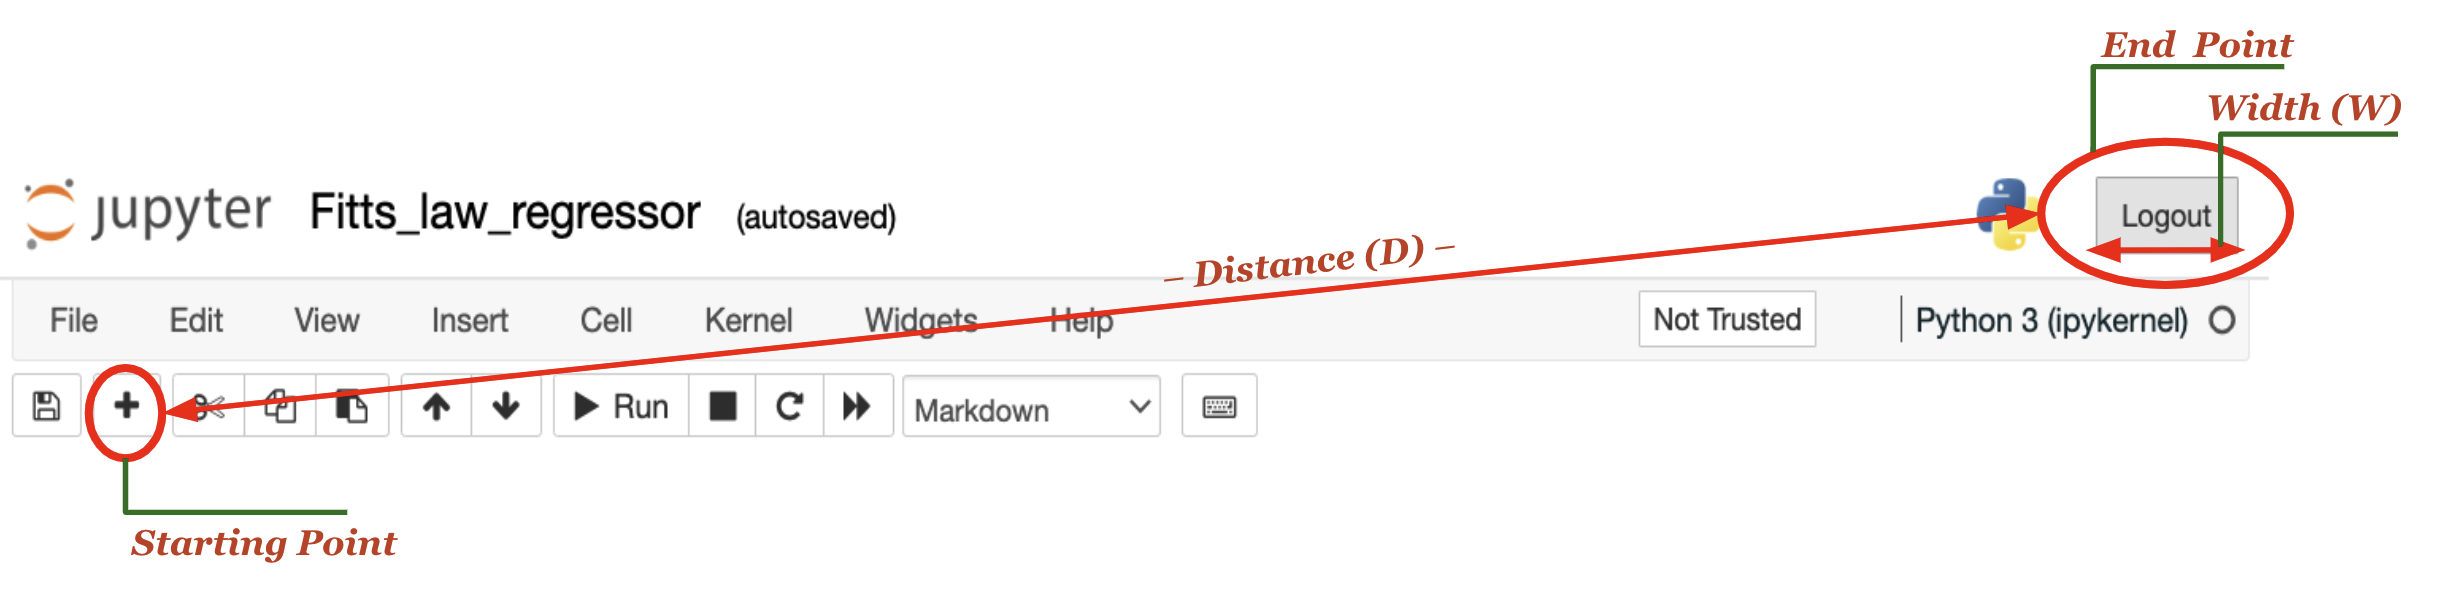 End Point
Width (W)
jupyter Fitts_law_regressor (autosaved)
Logout
– Distance (D) –
File Edit View Insert Cell Kernel Widgets Help Not Trusted Python 3 (ipykernel)
Run Markdown
Starting Point